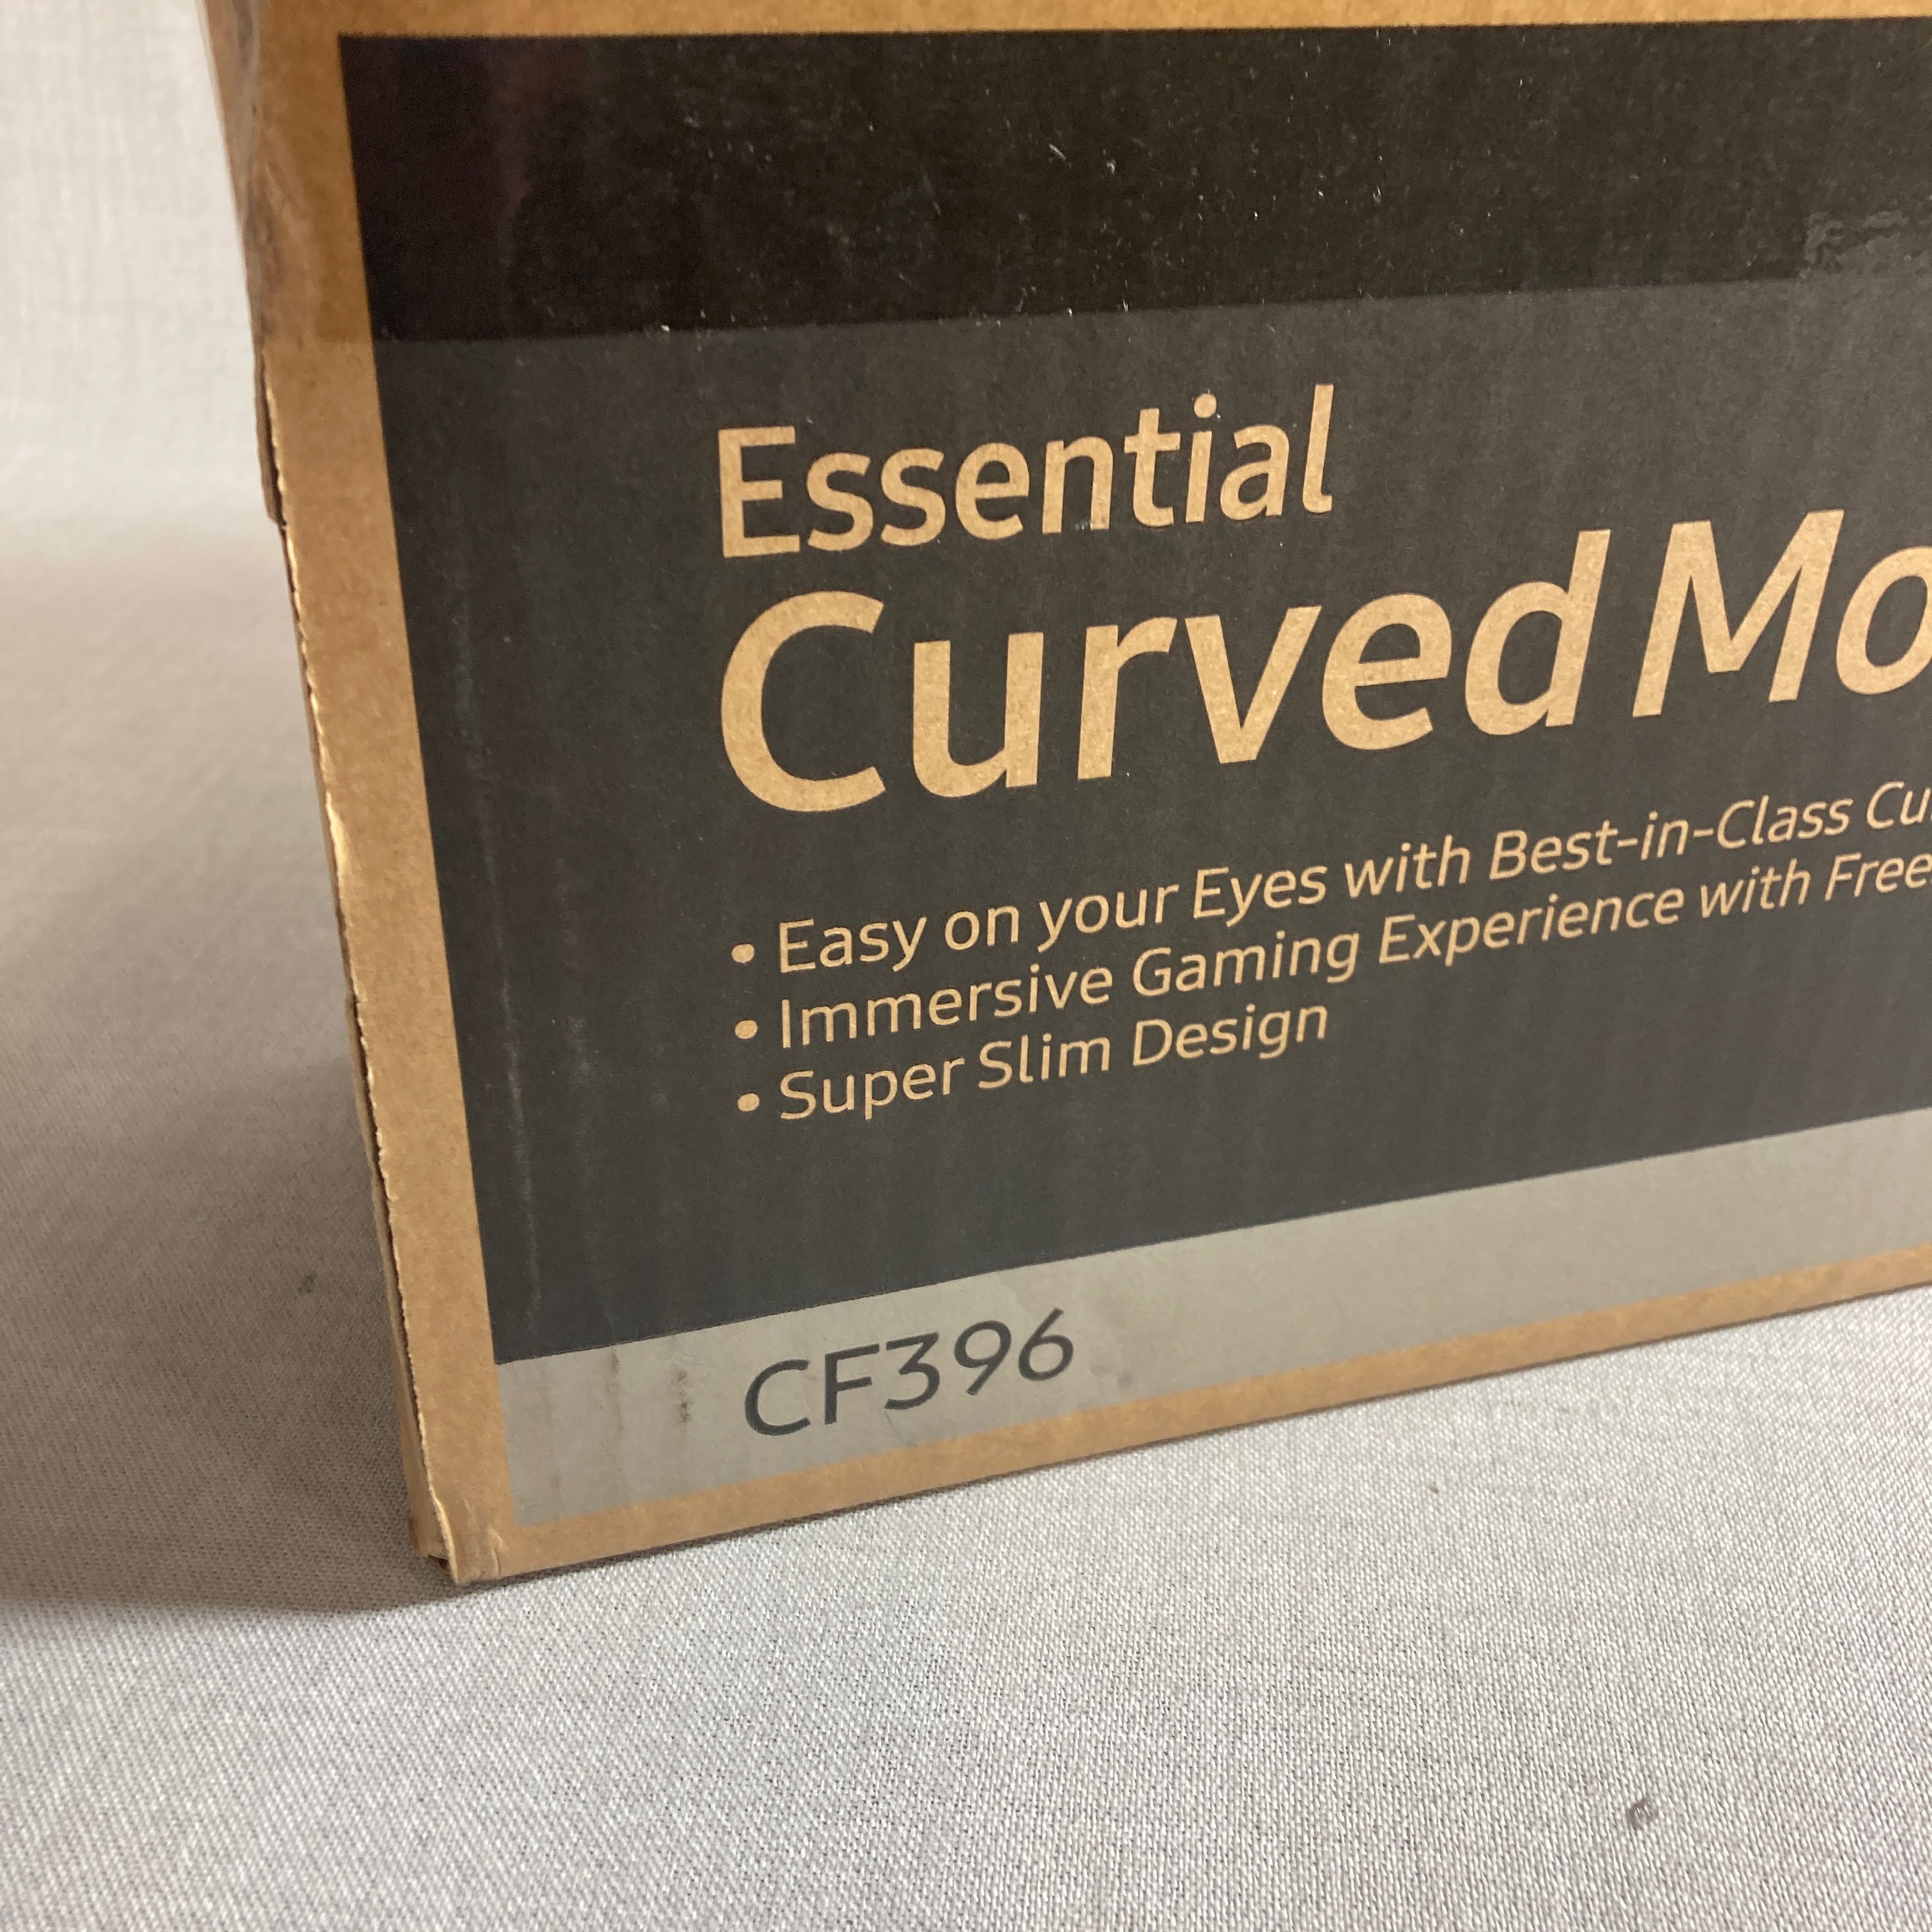 Essential
Curved Mo
• Easy on your Eyes with Best-in-Class Cu
• Immersive Gaming Experience with Free
• Super Slim Design
CF396